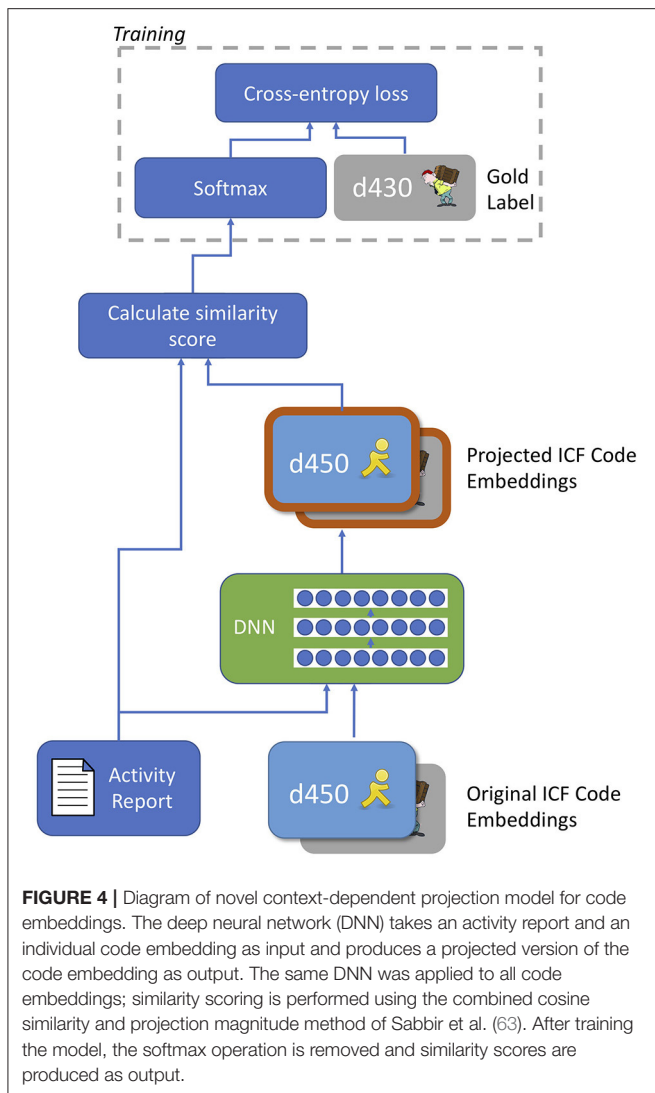 Training
Cross-entropy loss
Softmax
d430
Gold
Label
Calculate similarity
score
d450
Projected ICF Code
Embeddings
DNN
Activity
Report
d450
Original ICF Code
Embeddings
FIGURE 4 | Diagram of novel context-dependent projection model for code
embeddings. The deep neural network (DNN) takes an activity report and an
individual code embedding as input and produces a projected version of the
code embedding as output. The same DNN was applied to all code
embeddings; similarity scoring is performed using the combined cosine
similarity and projection magnitude method of Sabbir et al. (63). After training
the model, the softmax operation is removed and similarity scores are
produced as output.